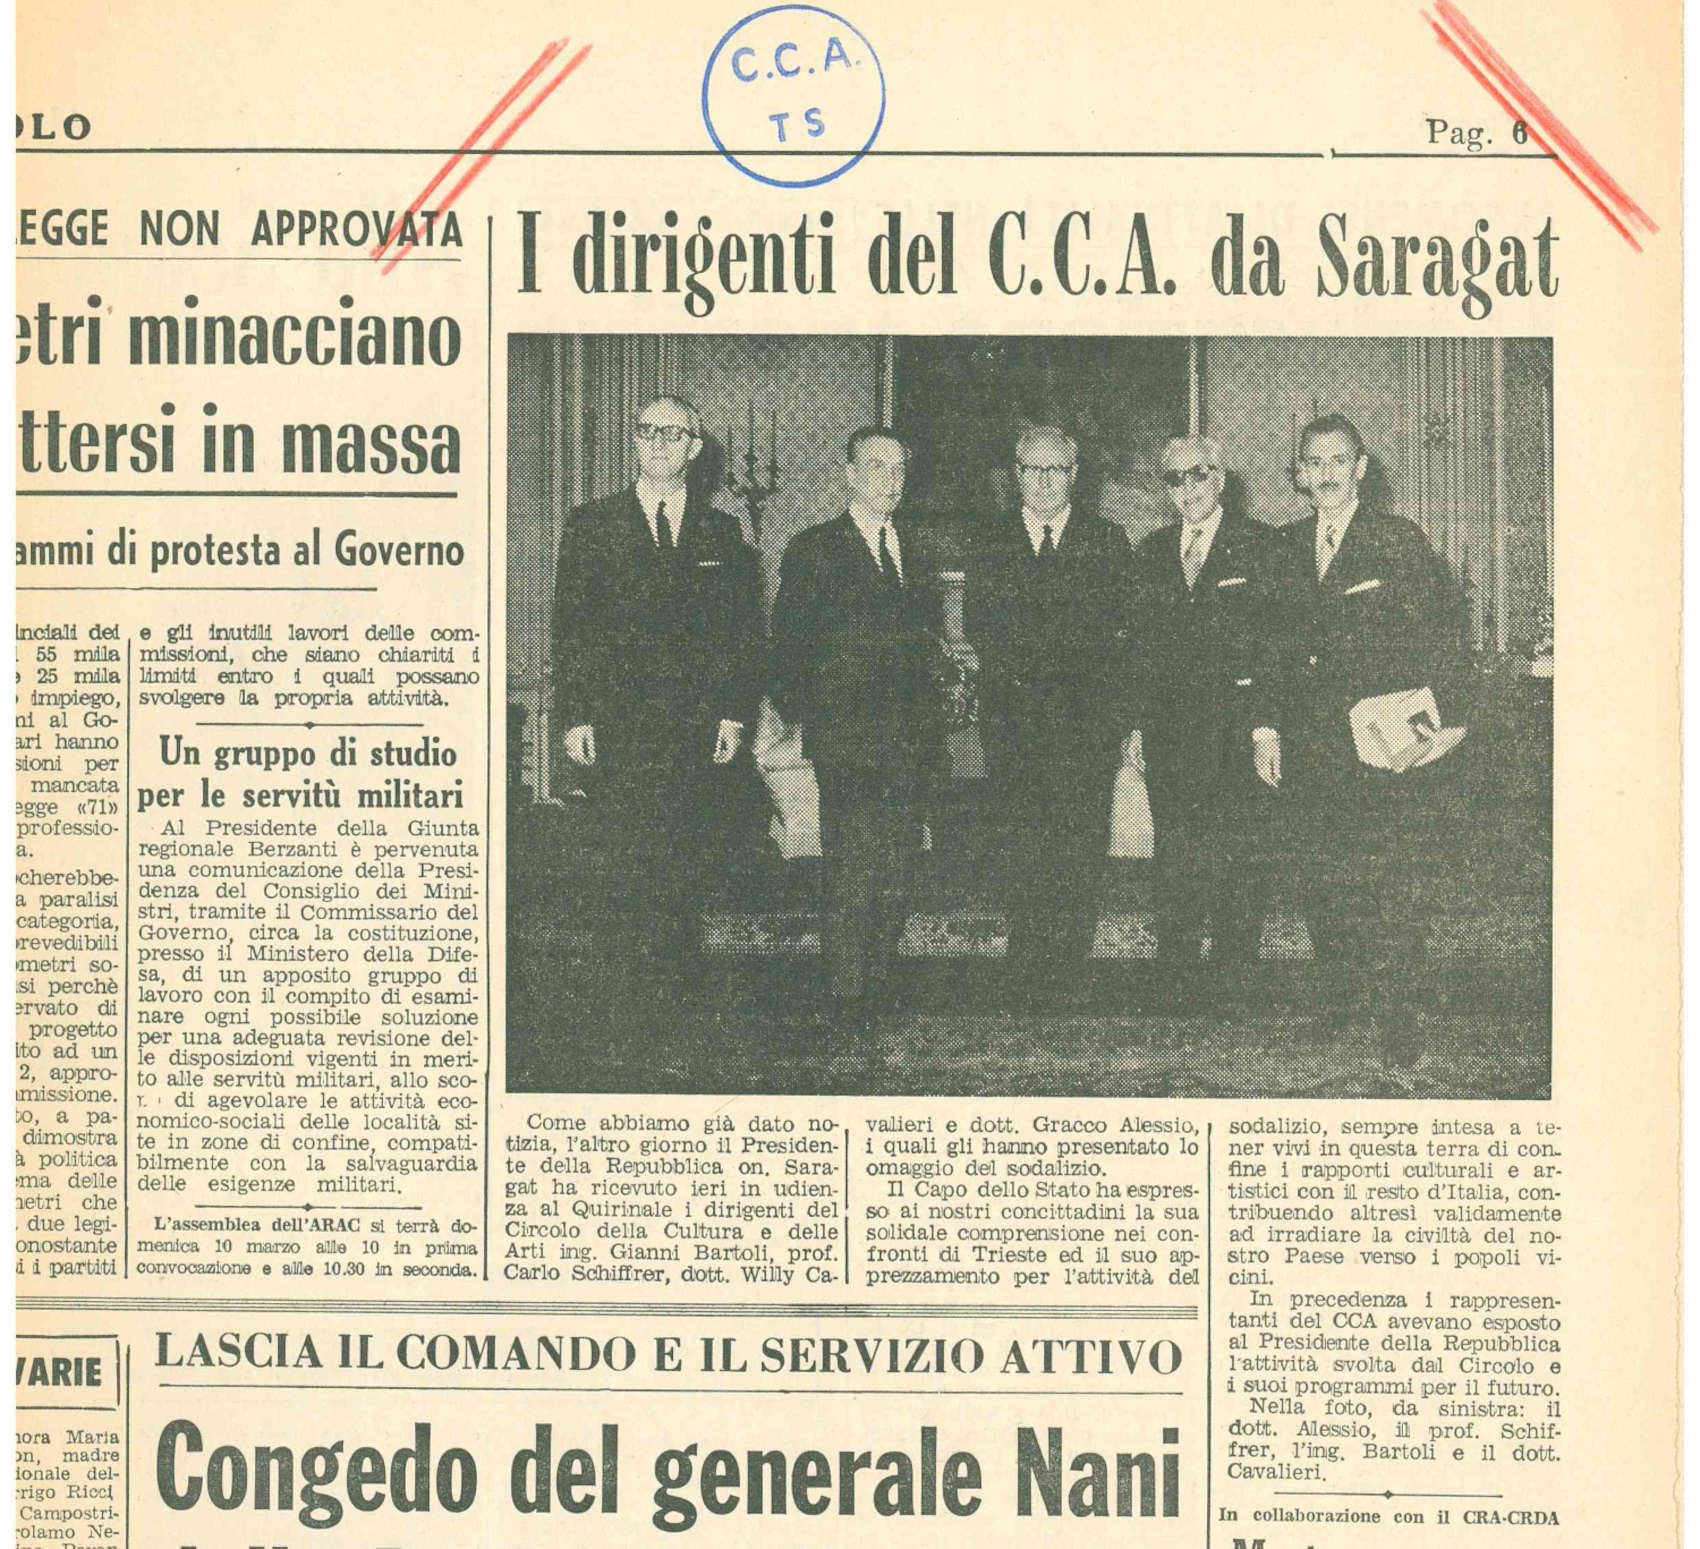 C.C.A.
TS
OLO
Pag. 6
EGGE NON APPROVATA
etri minacciano
ttersi in massa
ammi di protesta al Governo
inciali dei
55 mila
25 mila
impiego,
ni al Go-
ari hanno
sioni per
mancata
egge «71»
professio-
a.
cherebbe-
a paralisi
categoria,
revedibili
ometri so-
si perchè
ervato di
progetto
ito ad un
2, appro-
missione.
to, a pa-
dimostra
à politica
ma delle
metri che
due legi-
onostante
i i partiti
e gli inutili lavori delle com-
missioni, che siano chiariti i
limiti entro i quali possano
svolgere la propria attività.
Un gruppo di studio
per le servitù militari
Al Presidente della Giunta
regionale Berzanti è pervenuta
una comunicazione della Presi-
denza del Consiglio dei Mini-
stri, tramite il Commissario del
Governo, circa la costituzione,
presso il Ministero della Dife-
sa, di un apposito gruppo di
lavoro con il compito di esami-
nare ogni possibile soluzione
per una adeguata revisione del-
le disposizioni vigenti in meri-
to alle servitù militari, allo sco-
di agevolare le attività eco-
nomico-sociali delle località si-
te in zone di confine, compati-
bilmente con la salvaguardia
delle esigenze militari.
L'assemblea dell'ARAC si terrà do-
menica 10 marzo alle 10 in prima
convocazione e alle 10.30 in seconda.
I dirigenti del C.C.A. da Saragat
Come abbiamo già dato no-
tizia, l'altro giorno il Presiden-
te della Repubblica on. Sara-
gat ha ricevuto ieri in udien-
za al Quirinale i dirigenti del
Circolo della Cultura e delle
Arti ing. Gianni Bartoli, prof.
Carlo Schiffrer, dott. Willy Ca-
valieri e dott. Gracco Alessio,
i quali gli hanno presentato lo
omaggio del sodalizio.
Il Capo dello Stato ha espres-
so ai nostri concittadini la sua
solidale comprensione nei con-
fronti di Trieste ed il suo ap-
prezzamento per l'attività del
sodalizio, sempre intesa a te-
ner vivi in questa terra di con-
fine i rapporti culturali e ar-
tistici con il resto d'Italia, con-
tribuendo altresì validamente
ad irradiare la civiltà del no-
stro Paese verso i popoli vi-
cini.
In precedenza i rappresen-
tanti del CCA avevano esposto
al Presidente della Repubblica
l'attività svolta dal Circolo e
i suoi programmi per il futuro.
Nella foto, da sinistra: il
dott. Alessio, il prof. Schif-
frer, l'ing. Bartoli e il dott.
Cavalieri.
In collaborazione con il CRA-CRDA
VARIE
nora Maria
on, madre
ionale del-
rrigo Ricci,
Campostri-
rolamo Ne-
LASCIA IL COMANDO E IL SERVIZIO ATTIVO
Congedo del generale Nani